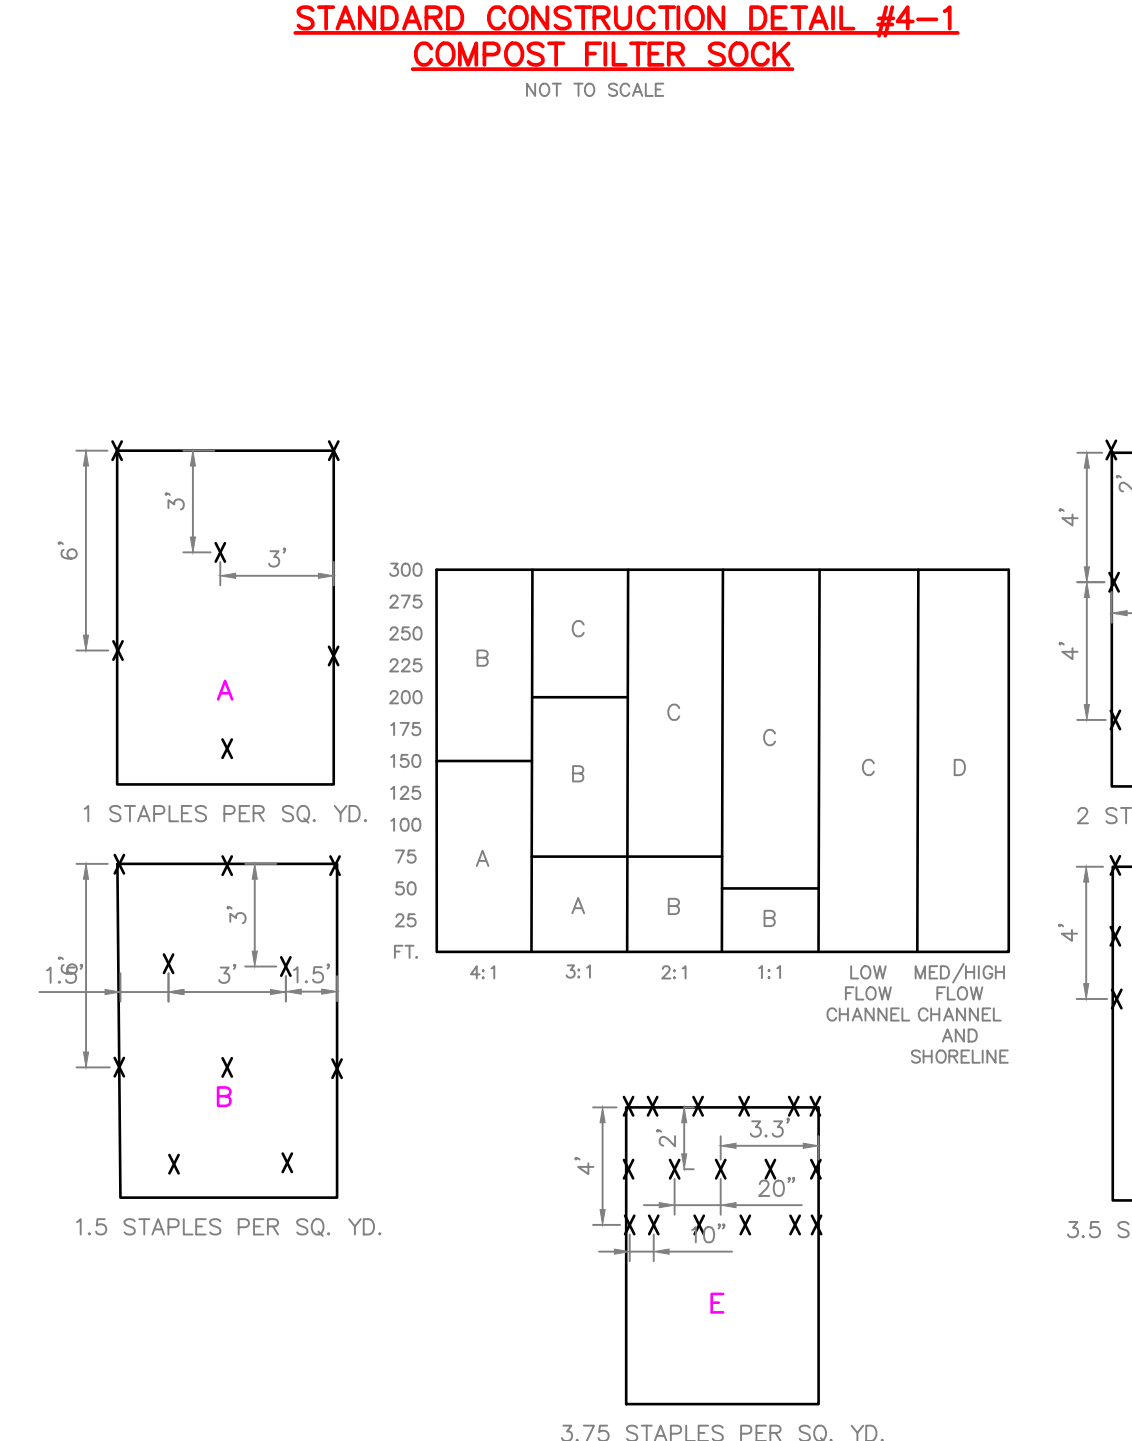 STANDARD CONSTRUCTION DETAIL #4-1
COMPOST FILTER SOCK
NOT TO SCALE
6'
3'
3'
A
1 STAPLES PER SQ. YD.
4'
2'
4'
2 ST
300
275
250
225
200
175
150
125
100
75
50
25
FT.
B
A
C
B
A
C
B
C
B
C
D
4:1
3:1
2:1
1:1
LOW
FLOW
CHANNEL
MED/HIGH
FLOW
CHANNEL
AND
SHORELINE
6'
3'
1.5'
3'
1.5'
B
1.5 STAPLES PER SQ. YD.
4'
3.5 S
4'
2'
3.3'
20"
10"
E
3.75 STAPLES PER SQ. YD.